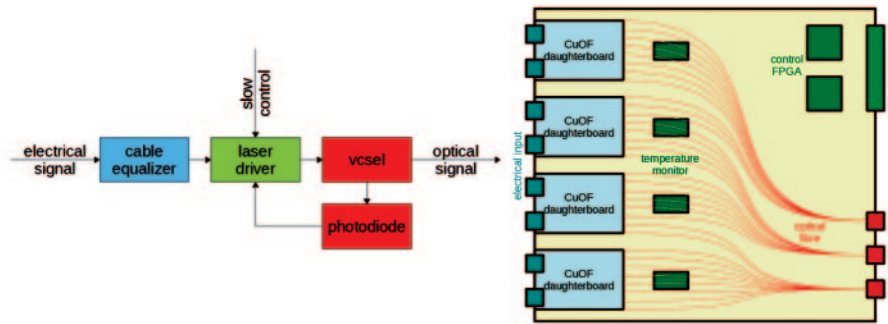 slow
control
electrical
signal
cable
equalizer
laser
driver
vcsel
optical
signal
photodiode
electrical input
CuOF
daughterboard
CuOF
daughterboard
CuOF
daughterboard
CuOF
daughterboard
temperature
monitor
control
FPGA
optical
fibre